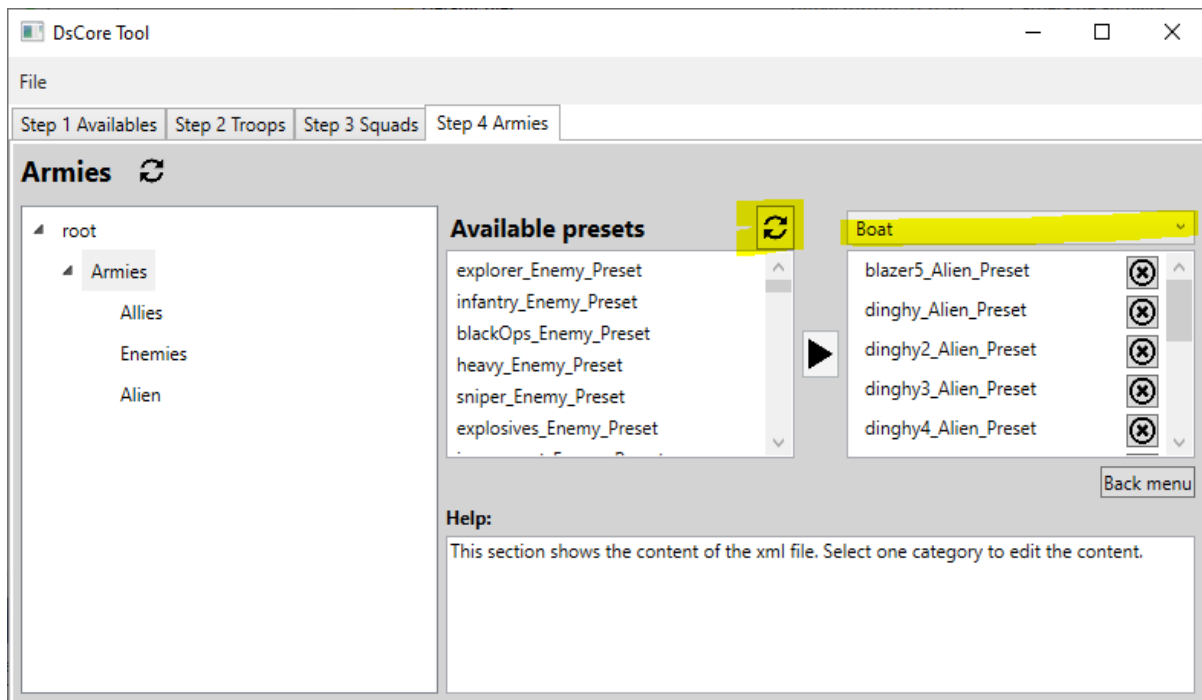 DsCore Tool
File
Step 1 Availables
Step 2 Troops
Step 3 Squads
Step 4 Armies
Armies
root
Armies
Allies
Enemies
Alien
Available presets
explorer_Enemy_Preset
infantry_Enemy_Preset
blackOps_Enemy_Preset
heavy_Enemy_Preset
sniper_Enemy_Preset
explosives_Enemy_Preset
Boat
blazer5_Alien_Preset
dinghy_Alien_Preset
dinghy2_Alien_Preset
dinghy3_Alien_Preset
dinghy4_Alien_Preset
Back menu
Help:
This section shows the content of the xml file. Select one category to edit the content.